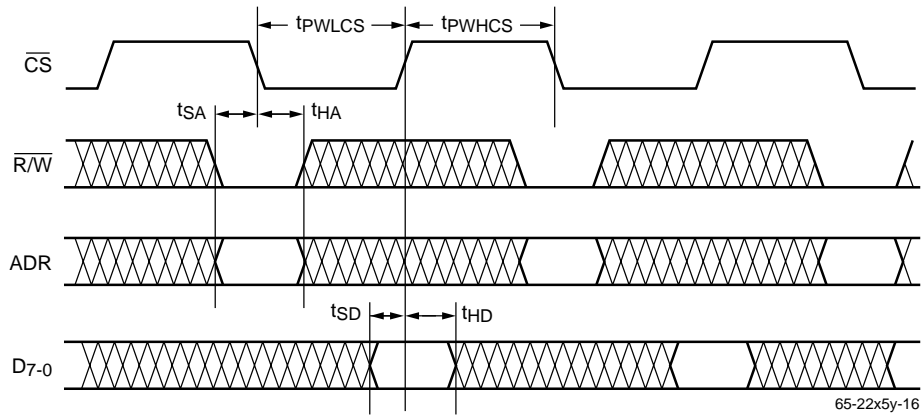 tPWLCS tPWHCS
CS
tSA tHA
R/W
ADR
tSD tHD
D7-0
65-22x5y-16